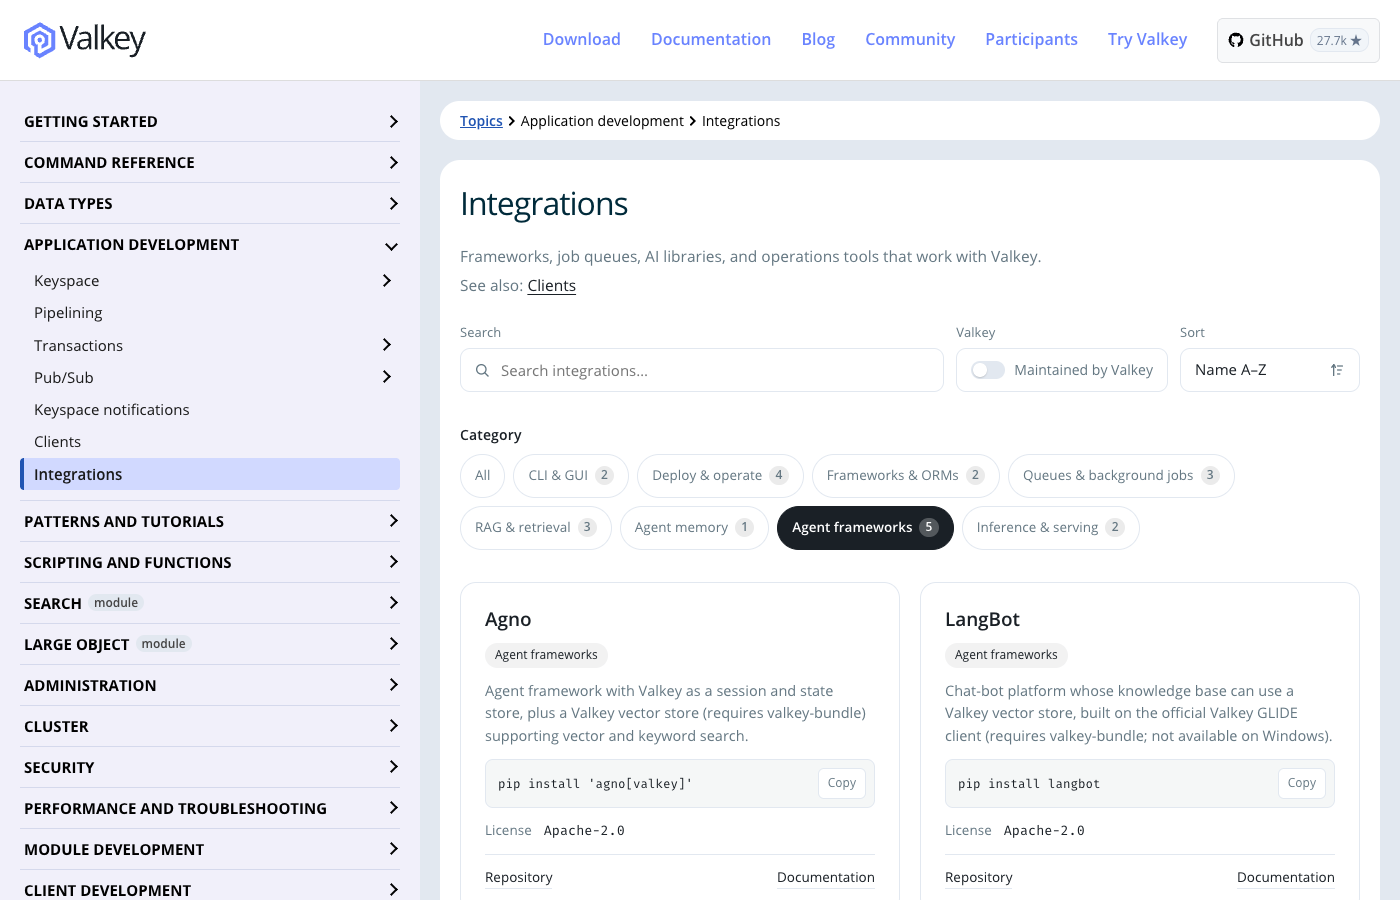 Valkey
Download
Documentation
Blog
Community
Participants
Try Valkey
GitHub 27.7k ★
GETTING STARTED
COMMAND REFERENCE
DATA TYPES
APPLICATION DEVELOPMENT
Keyspace
Pipelining
Transactions
Pub/Sub
Keyspace notifications
Clients
Integrations
PATTERNS AND TUTORIALS
SCRIPTING AND FUNCTIONS
SEARCH module
LARGE OBJECT module
ADMINISTRATION
CLUSTER
SECURITY
PERFORMANCE AND TROUBLESHOOTING
MODULE DEVELOPMENT
CLIENT DEVELOPMENT
Topics > Application development > Integrations
Integrations
Frameworks, job queues, AI libraries, and operations tools that work with Valkey.
See also: Clients
Search
Search integrations...
Valkey
Maintained by Valkey
Sort
Name A–Z
Category
All
CLI & GUI 2
Deploy & operate 4
Frameworks & ORMs 2
Queues & background jobs 3
RAG & retrieval 3
Agent memory 1
Agent frameworks 5
Inference & serving 2
Agno
Agent frameworks
Agent framework with Valkey as a session and state
store, plus a Valkey vector store (requires valkey-bundle)
supporting vector and keyword search.
pip install 'agno[valkey]'
Copy
License Apache-2.0
Repository
Documentation
LangBot
Agent frameworks
Chat-bot platform whose knowledge base can use a
Valkey vector store, built on the official Valkey GLIDE
client (requires valkey-bundle; not available on Windows).
pip install langbot
Copy
License Apache-2.0
Repository
Documentation